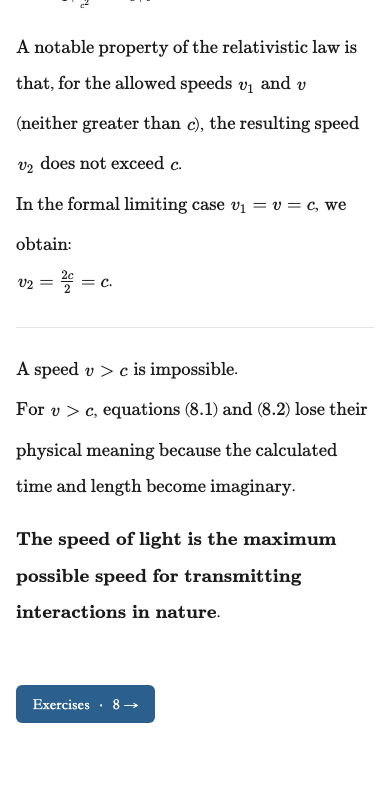 A notable property of the relativistic law is
that, for the allowed speeds v₁ and v
(neither greater than c), the resulting speed
v₂ does not exceed c.
In the formal limiting case v₁ = v = c, we
obtain:
v₂ = 2c/2 = c.
A speed v > c is impossible.
For v > c, equations (8.1) and (8.2) lose their
physical meaning because the calculated
time and length become imaginary.
The speed of light is the maximum
possible speed for transmitting
interactions in nature.
Exercises · 8 →